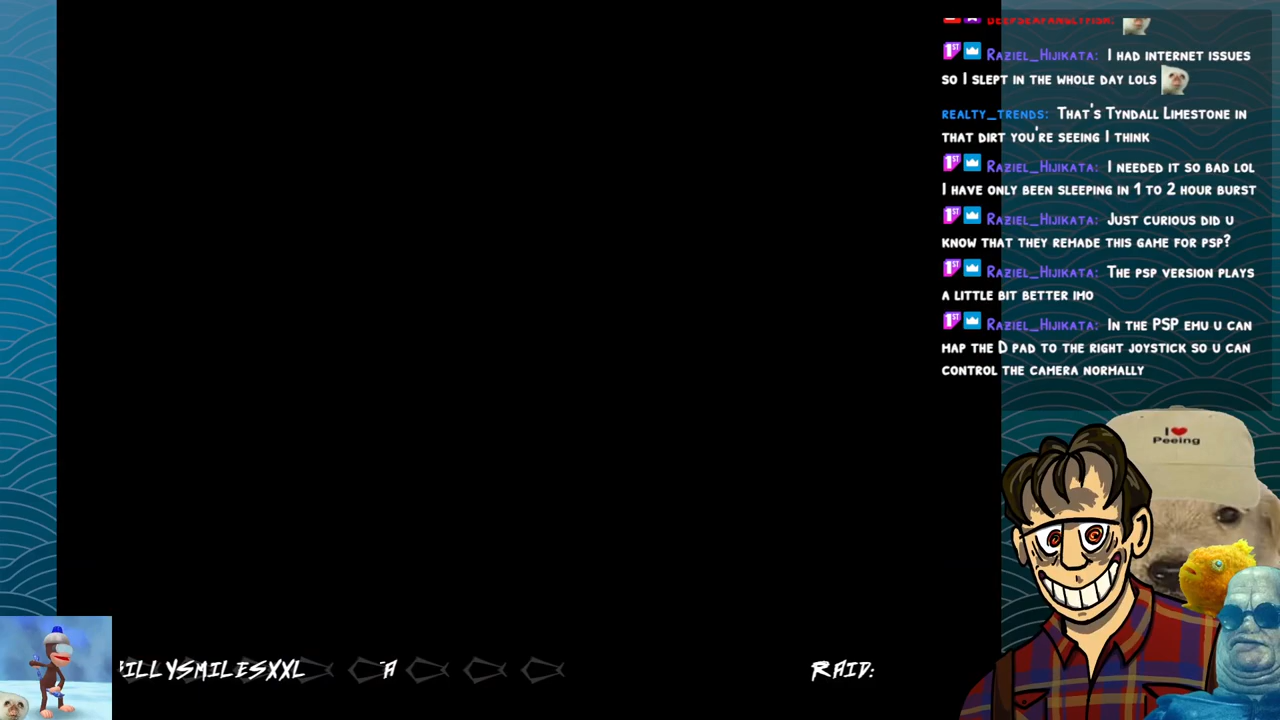 DEEPSEAFANGLYFISH:
RAZIEL_HIJIKATA: I HAD INTERNET ISSUES
SO I SLEPT IN THE WHOLE DAY LOLS
REALTY_TRENDS: THAT'S TYNDALL LIMESTONE IN
THAT DIRT YOU'RE SEEING I THINK
RAZIEL_HIJIKATA: I NEEDED IT SO BAD LOL
I HAVE ONLY BEEN SLEEPING IN 1 TO 2 HOUR BURST
RAZIEL_HIJIKATA: JUST CURIOUS DID U
KNOW THAT THEY REMADE THIS GAME FOR PSP?
RAZIEL_HIJIKATA: THE PSP VERSION PLAYS
A LITTLE BIT BETTER IMO
RAZIEL_HIJIKATA: IN THE PSP EMU U CAN
MAP THE D PAD TO THE RIGHT JOYSTICK SO U CAN
CONTROL THE CAMERA NORMALLY
I ❤ Peeing
ILLYSMILESXXL A RAID: